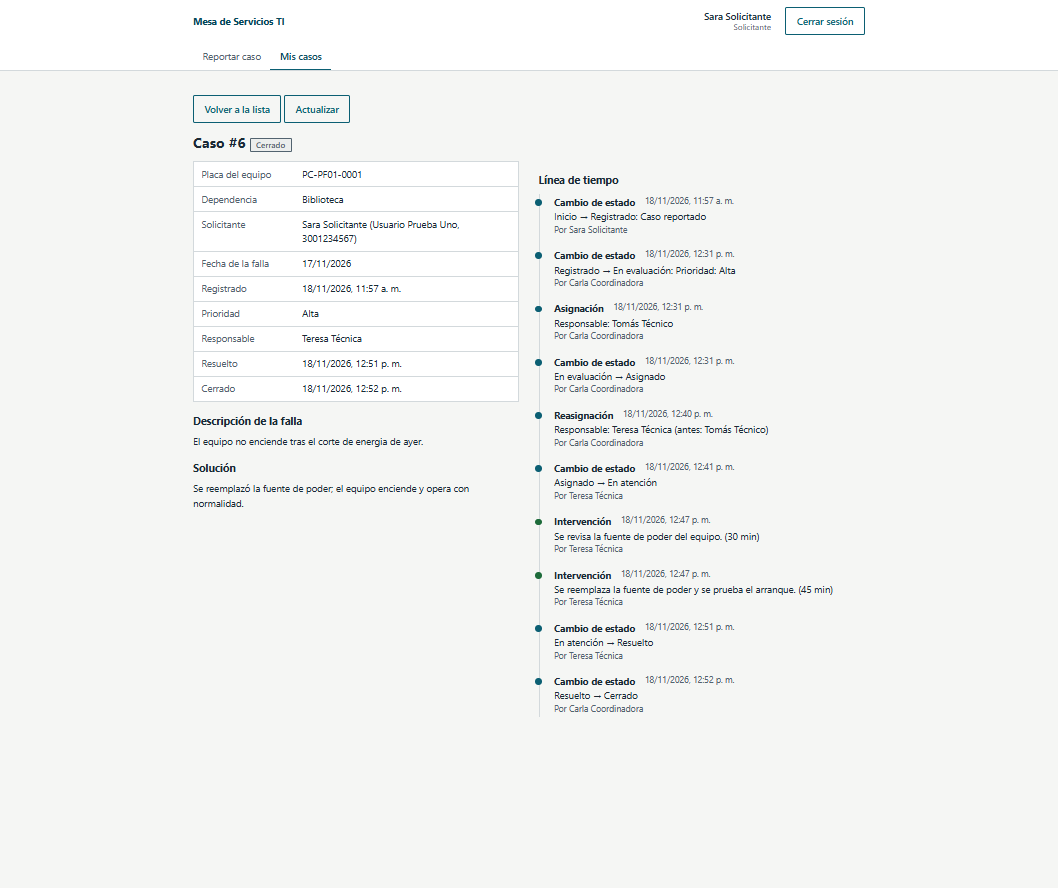 Mesa de Servicios TI
Sara Solicitante
Solicitante
Cerrar sesión
Reportar caso
Mis casos
Volver a la lista
Actualizar
Caso #6
Cerrado
Placa del equipo PC-PF01-0001
Dependencia Biblioteca
Solicitante Sara Solicitante (Usuario Prueba Uno,
3001234567)
Fecha de la falla 17/11/2026
Registrado 18/11/2026, 11:57 a. m.
Prioridad Alta
Responsable Teresa Técnica
Resuelto 18/11/2026, 12:51 p. m.
Cerrado 18/11/2026, 12:52 p. m.
Descripción de la falla
El equipo no enciende tras el corte de energia de ayer.
Solución
Se reemplazó la fuente de poder; el equipo enciende y opera con
normalidad.
Línea de tiempo
Cambio de estado 18/11/2026, 11:57 a. m.
Inicio → Registrado: Caso reportado
Por Sara Solicitante
Cambio de estado 18/11/2026, 12:31 p. m.
Registrado → En evaluación: Prioridad: Alta
Por Carla Coordinadora
Asignación 18/11/2026, 12:31 p. m.
Responsable: Tomás Técnico
Por Carla Coordinadora
Cambio de estado 18/11/2026, 12:31 p. m.
En evaluación → Asignado
Por Carla Coordinadora
Reasignación 18/11/2026, 12:40 p. m.
Responsable: Teresa Técnica (antes: Tomás Técnico)
Por Carla Coordinadora
Cambio de estado 18/11/2026, 12:41 p. m.
Asignado → En atención
Por Teresa Técnica
Intervención 18/11/2026, 12:47 p. m.
Se revisa la fuente de poder del equipo. (30 min)
Por Teresa Técnica
Intervención 18/11/2026, 12:47 p. m.
Se reemplaza la fuente de poder y se prueba el arranque. (45 min)
Por Teresa Técnica
Cambio de estado 18/11/2026, 12:51 p. m.
En atención → Resuelto
Por Teresa Técnica
Cambio de estado 18/11/2026, 12:52 p. m.
Resuelto → Cerrado
Por Carla Coordinadora